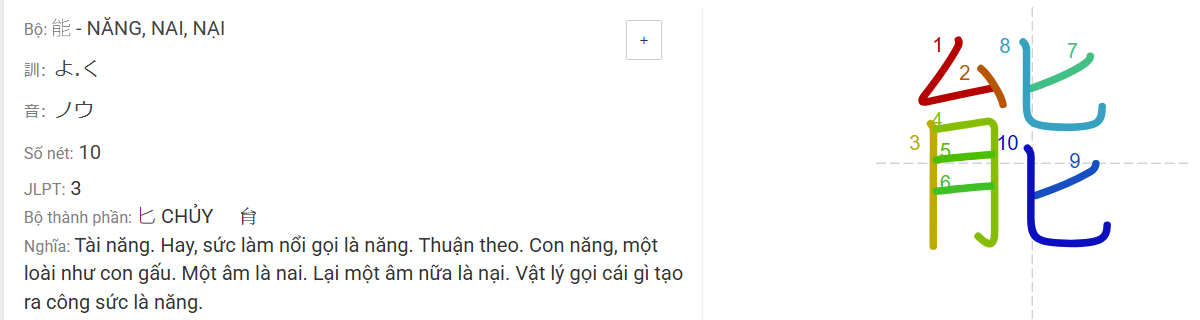 Bộ: 能 - NĂNG, NAI, NẠI
+
訓: よ.く
音: ノウ
Số nét: 10
JLPT: 3
Bộ thành phần: 匕 CHỦY 㠯
Nghĩa: Tài năng. Hay, sức làm nổi gọi là năng. Thuận theo. Con năng, một
loài như con gấu. Một âm là nai. Lại một âm nữa là nại. Vật lý gọi cái gì tạo
ra công sức là năng.
能
1 8 7
2
4
3 5 10
6 9